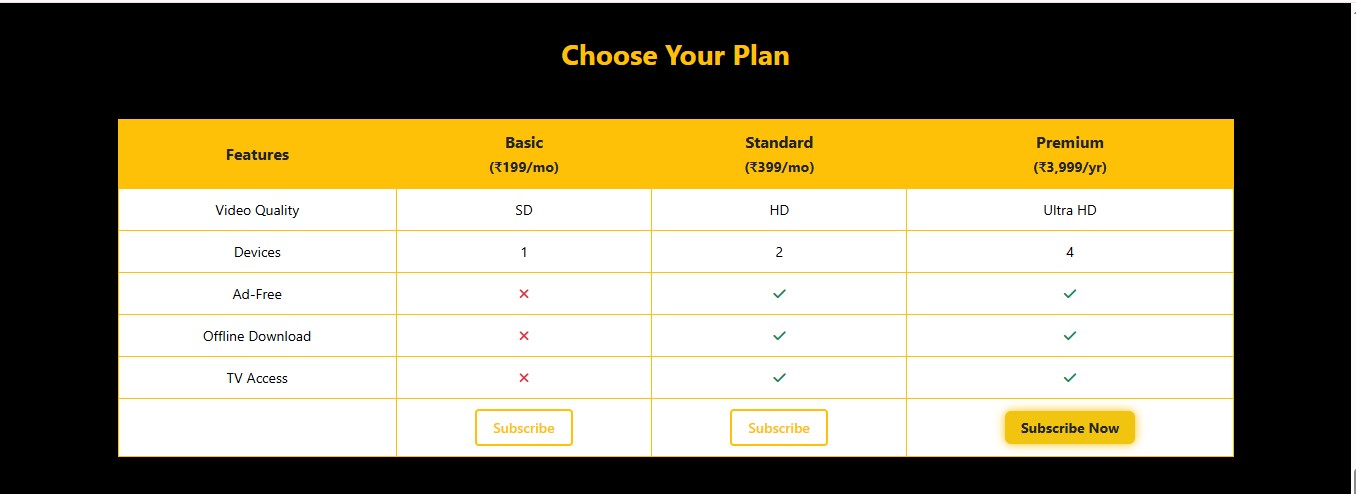 Choose Your Plan
Features
Basic
(₹199/mo)
Standard
(₹399/mo)
Premium
(₹3,999/yr)
Video Quality SD HD Ultra HD
Devices 1 2 4
Ad-Free ✕ ✓ ✓
Offline Download ✕ ✓ ✓
TV Access ✕ ✓ ✓
Subscribe Subscribe Subscribe Now